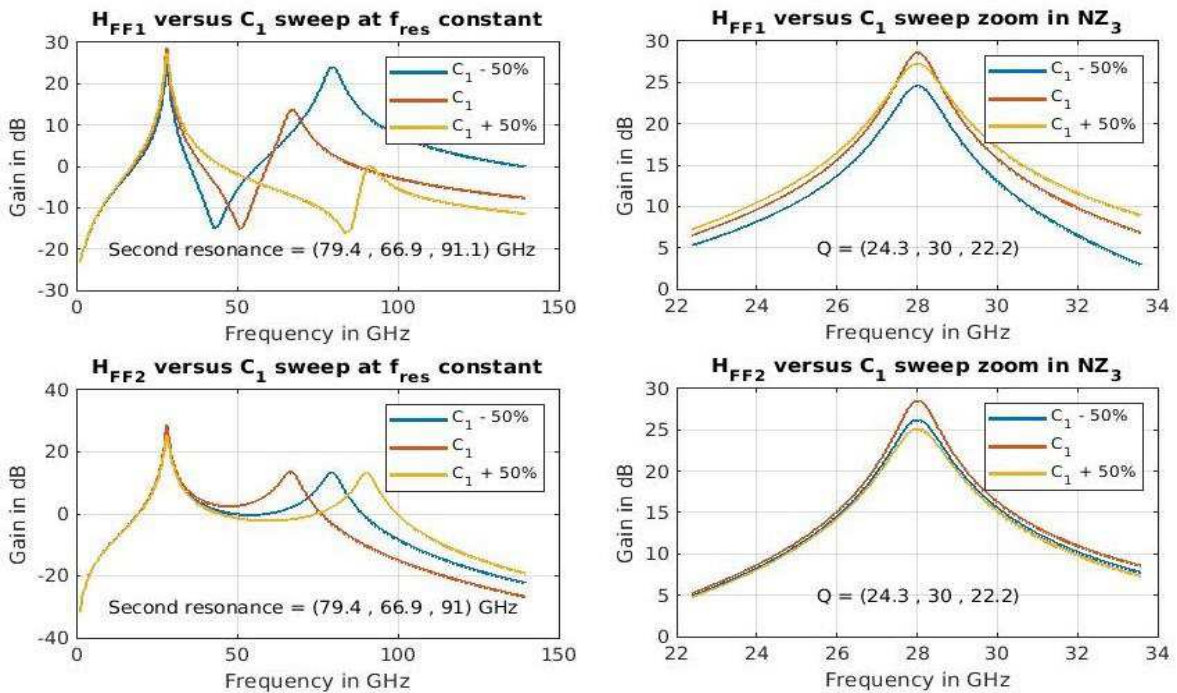 H_FF1 versus C_1 sweep at f_res constant
Gain in dB
30
20
10
0
-10
-20
-30
C_1 - 50%
C_1
C_1 + 50%
Second resonance = (79.4 , 66.9 , 91.1) GHz
0
50
100
150
Frequency in GHz
H_FF1 versus C_1 sweep zoom in NZ_3
Gain in dB
30
25
20
15
10
5
0
C_1 - 50%
C_1
C_1 + 50%
Q = (24.3 , 30 , 22.2)
22
24
26
28
30
32
34
Frequency in GHz
H_FF2 versus C_1 sweep at f_res constant
Gain in dB
40
20
0
-20
-40
C_1 - 50%
C_1
C_1 + 50%
Second resonance = (79.4 , 66.9 , 91) GHz
0
50
100
150
Frequency in GHz
H_FF2 versus C_1 sweep zoom in NZ_3
Gain in dB
30
25
20
15
10
5
0
C_1 - 50%
C_1
C_1 + 50%
Q = (24.3 , 30 , 22.2)
22
24
26
28
30
32
34
Frequency in GHz